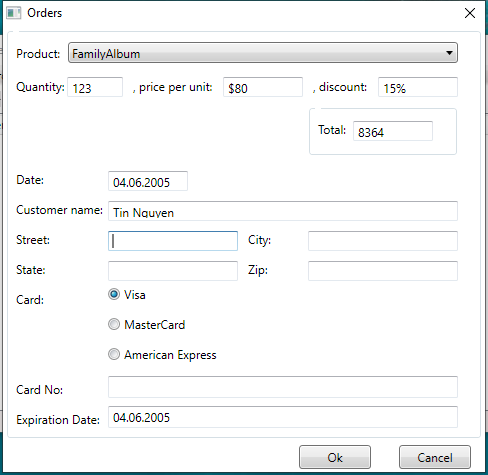 Orders
Product: FamilyAlbum
Quantity: 123 , price per unit: $80 , discount: 15%
Total: 8364
Date: 04.06.2005
Customer name: Tin Nguyen
Street: City:
State: Zip:
Card: Visa
MasterCard
American Express
Card No:
Expiration Date: 04.06.2005
Ok Cancel